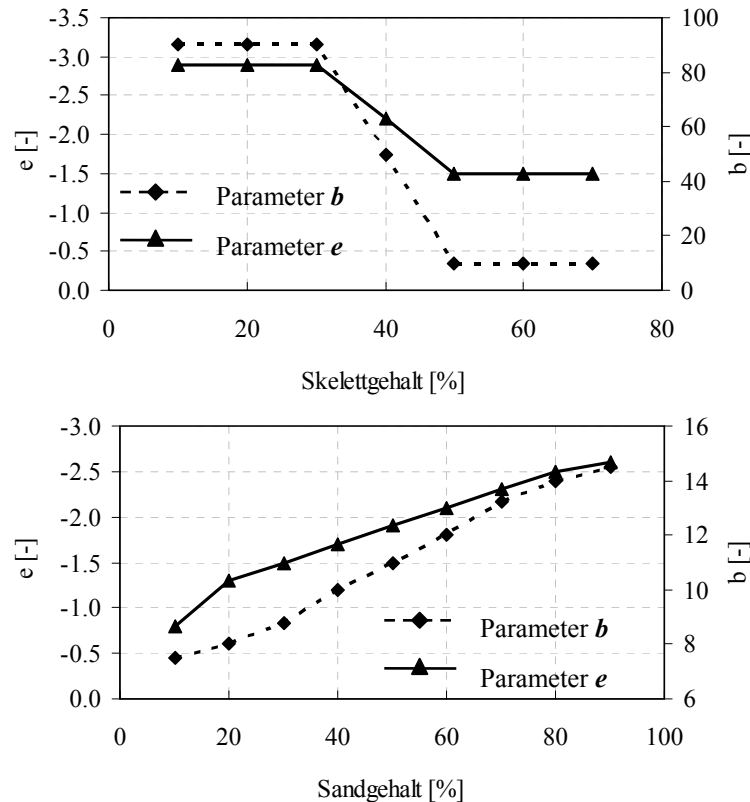 -3.5
-3.0
-2.5
-2.0
-1.5
-1.0
-0.5
0.0
e [-]
100
80
60
40
20
0
b [-]
Parameter b
Parameter e
0 20 40 60 80
Skelettgehalt [%]
-3.0
-2.5
-2.0
-1.5
-1.0
-0.5
0.0
e [-]
16
14
12
10
8
6
b [-]
Parameter b
Parameter e
0 20 40 60 80 100
Sandgehalt [%]